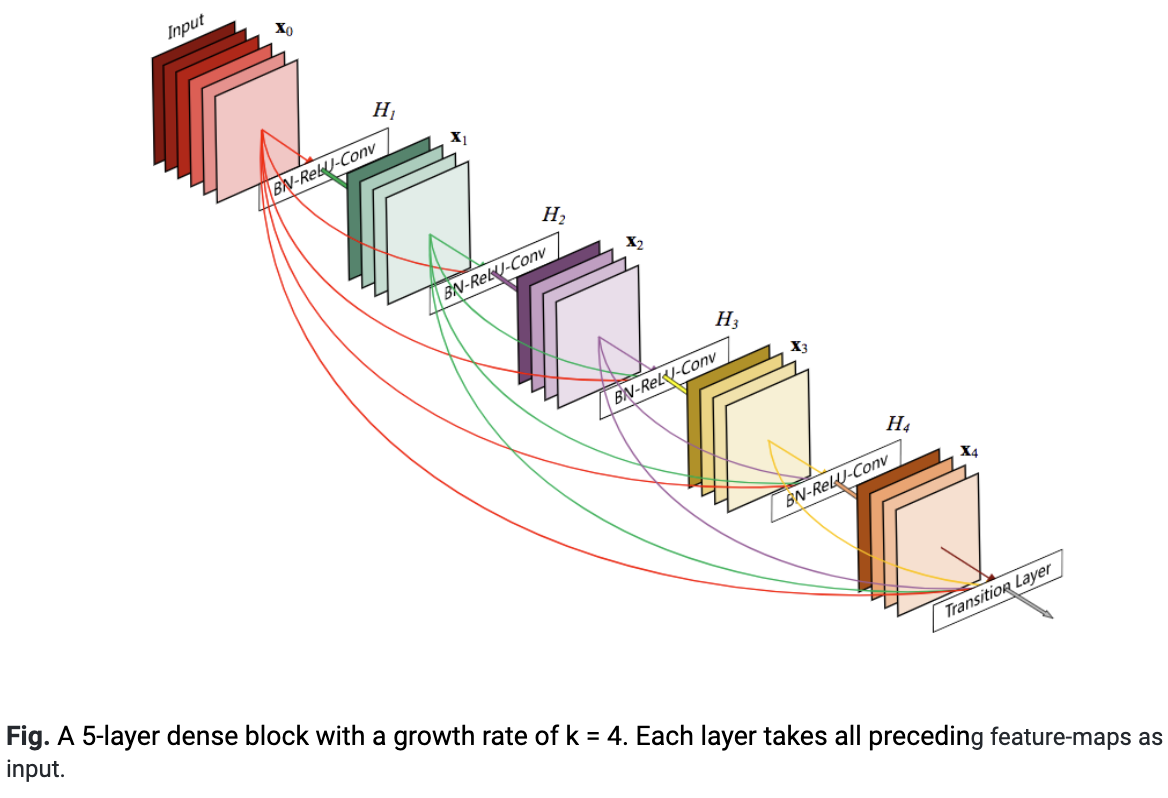 Input
x0
H1
BN-ReLU-Conv
x1
H2
BN-ReLU-Conv
x2
H3
BN-ReLU-Conv
x3
H4
BN-ReLU-Conv
x4
Transition Layer
Fig. A 5-layer dense block with a growth rate of k = 4. Each layer takes all preceding feature-maps as
input.